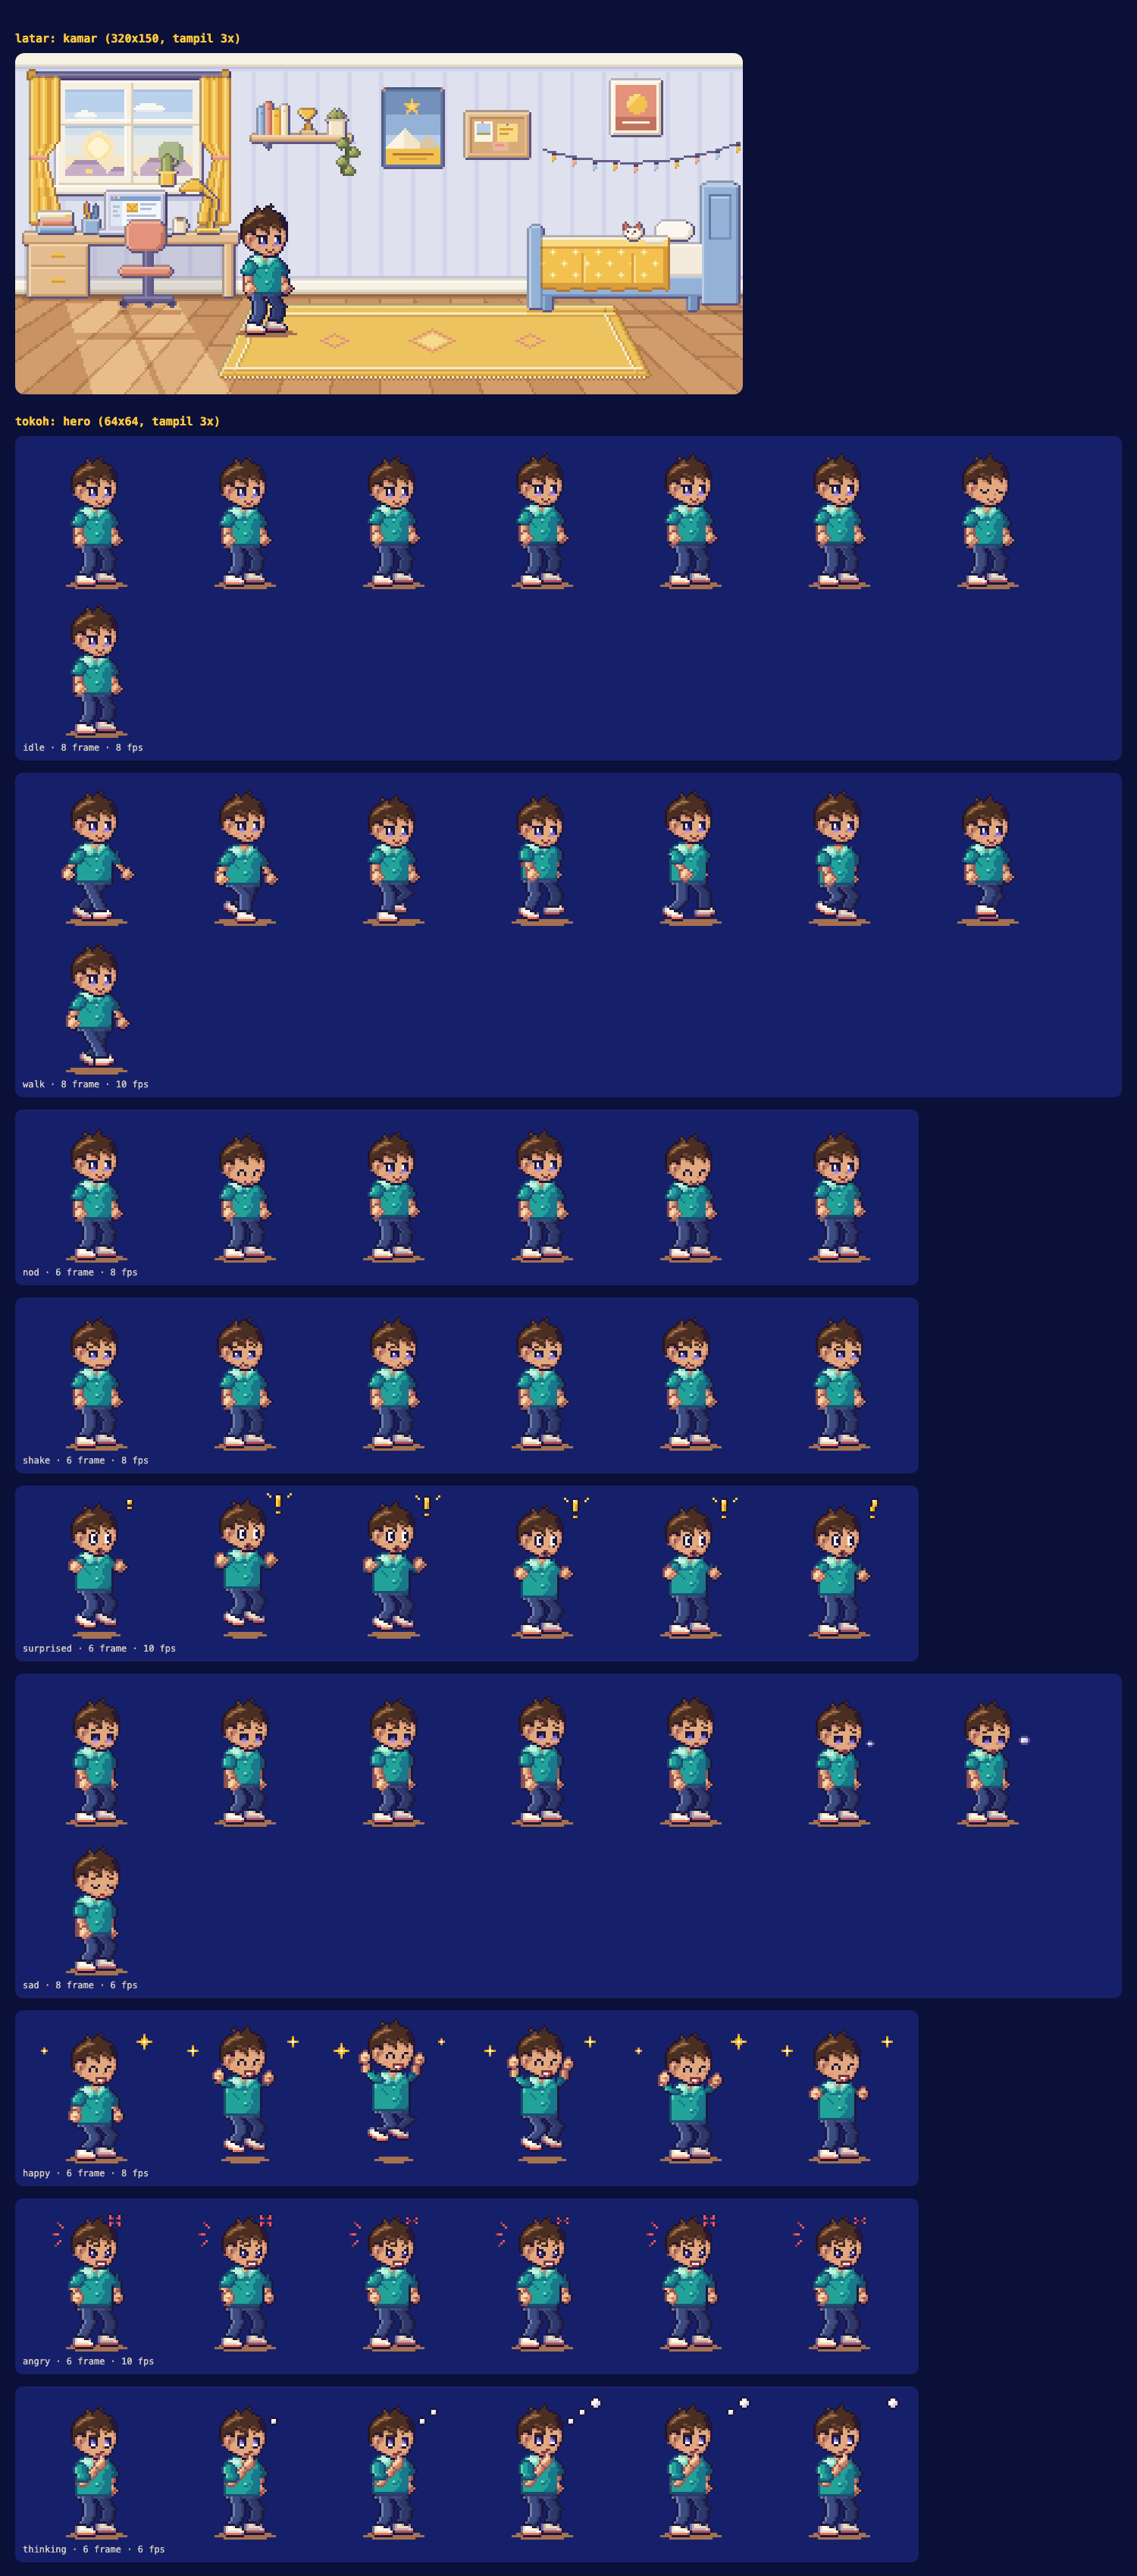 latar: kamar (320x150, tampil 3x)
tokoh: hero (64x64, tampil 3x)
idle · 8 frame · 8 fps
walk · 8 frame · 10 fps
nod · 6 frame · 8 fps
shake · 6 frame · 8 fps
surprised · 6 frame · 10 fps
sad · 8 frame · 6 fps
happy · 6 frame · 8 fps
angry · 6 frame · 10 fps
thinking · 6 frame · 6 fps